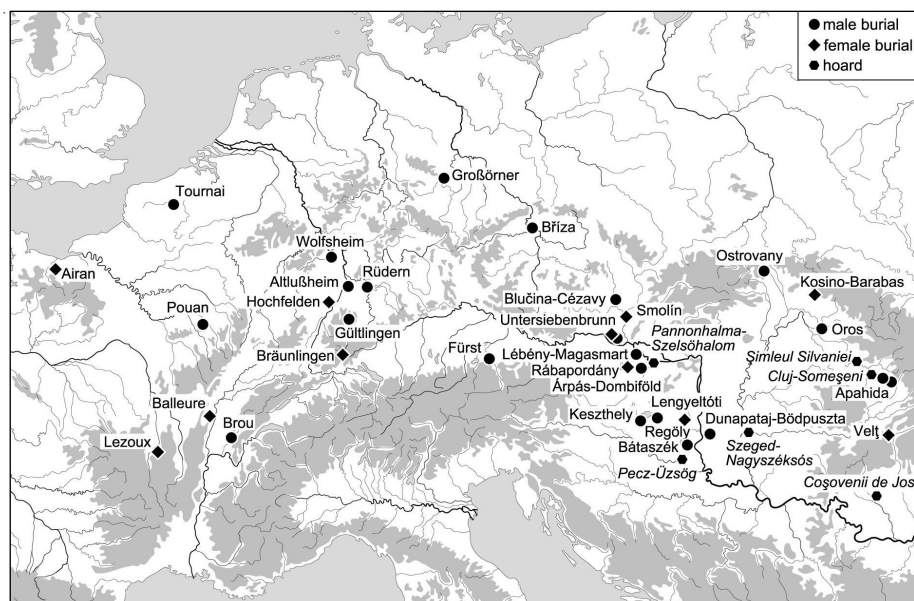 male burial
female burial
hoard
Großörner
Tournai
Bříza
Wolfsheim
Ostrovany
Airan
Altlußheim
Rüdern
Kosino-Barabas
Hochfelden
Blučina-Cézavy
Smolín
Pouan
Untersiebenbrunn
Pannonhalma-
Szelsöhalom
Oros
Gültlingen
Bräunlingen
Fürst
Lébény-Magasmart
Şimleul Silvaniei
Rábapordány
Cluj-Someşeni
Árpás-Dombiföld
Apahida
Balleure
Lengyeltóti
Brou
Keszthely
Dunapataj-Bödpuszta
Lezoux
Regöly
Velţ
Bátaszék
Szeged-
Nagyszéksós
Pecz-Üzsög
Coşovenii de Jos